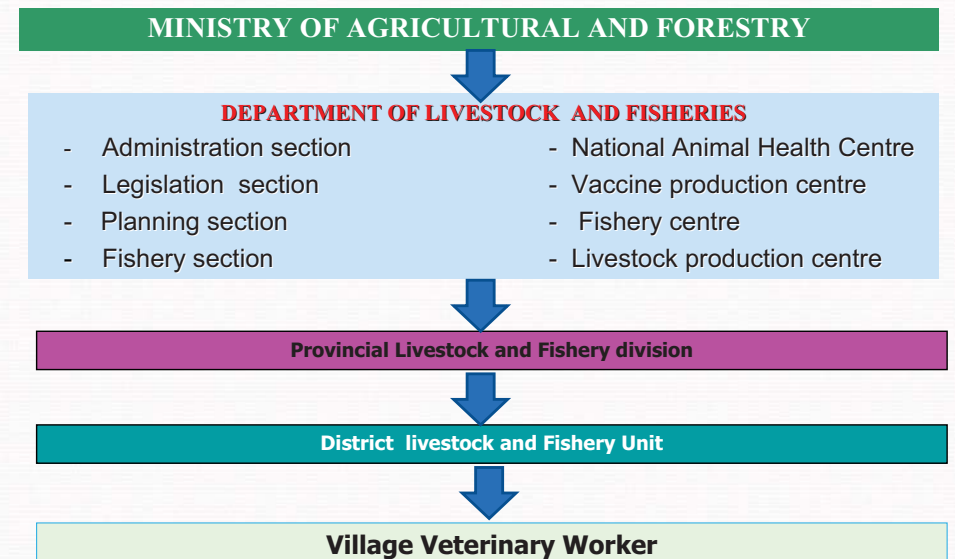 MINISTRY OF AGRICULTURAL AND FORESTRY
DEPARTMENT OF LIVESTOCK AND FISHERIES
- Administration section
- Legislation section
- Planning section
- Fishery section
- National Animal Health Centre
- Vaccine production centre
- Fishery centre
- Livestock production centre
Provincial Livestock and Fishery division
District livestock and Fishery Unit
Village Veterinary Worker